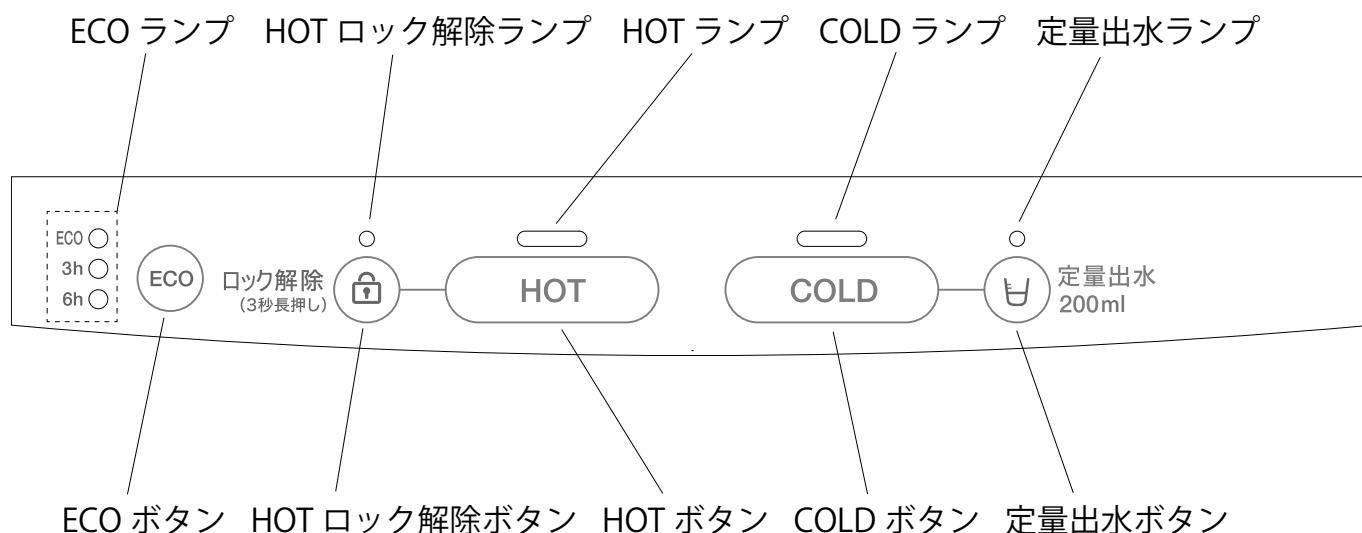 ECO ランプ HOT ロック解除ランプ HOT ランプ COLD ランプ 定量出水ランプ
ECO
3h
6h
ECO
ロック解除
(3秒長押し)
HOT
COLD
定量出水
200ml
ECO ボタン HOT ロック解除ボタン HOT ボタン COLD ボタン 定量出水ボタン